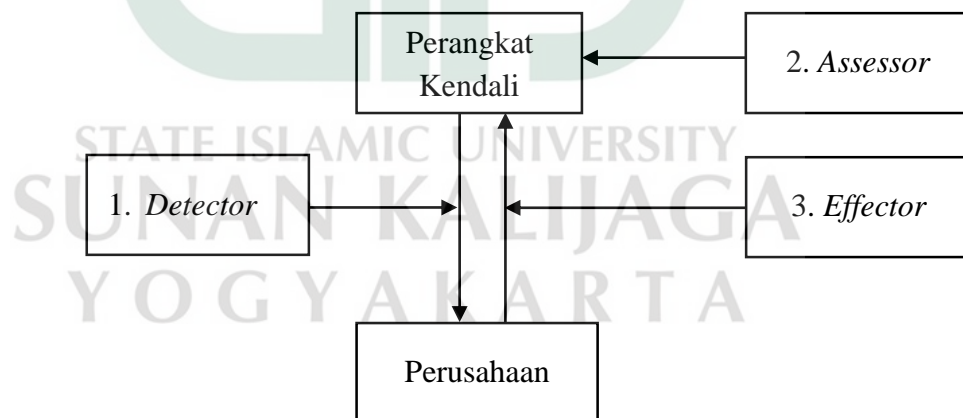 Perangkat
Kendali
2. Assessor
STATE ISLAMIC UNIVERSITY
SUNAN KALIJAGA
YOGYAKARTA
1. Detector
3. Effector
Perusahaan